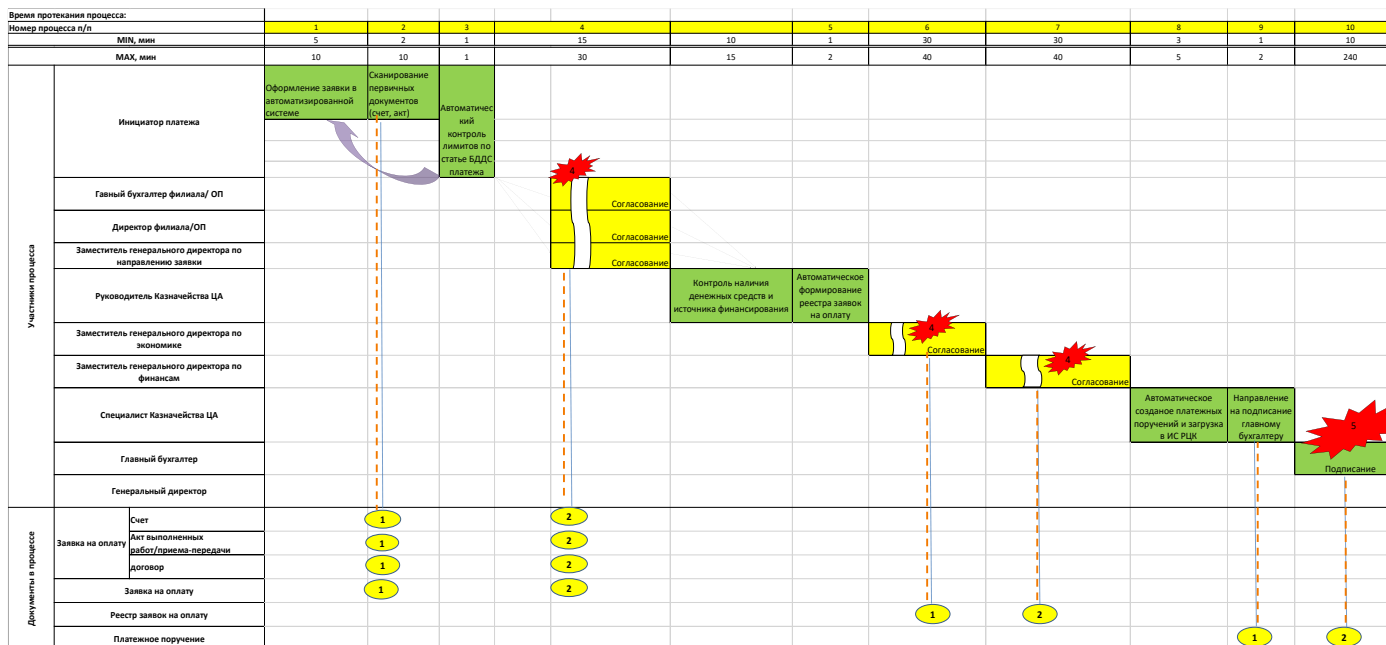 Время протекания процесса:
Номер процесса п/п 1 2 3 4 5 6 7 8 9 10
MIN, мин 5 2 1 15 10 1 30 30 3 1 10
MAX, мин 10 10 1 30 15 2 40 40 5 2 240
Участники процесса
Инициатор платежа
Оформление заявки в
автоматизированной
системе
Сканирование
первичных
документов
(счет, акт)
Автоматичес
кий
контроль
лимитов по
статье БДДС
платежа
4
Гавный бухгалтер филиала/ ОП
Согласование
Директор филиала/ОП
Согласование
Заместитель генерального директора по
направлению заявки
Согласование
Руководитель Казначейства ЦА
Контроль наличия
денежных средств и
источника финансирования
Автоматическое
формирование
реестра заявок
на оплату
Заместитель генерального директора по
экономике
4
Согласование
Заместитель генерального директора по
финансам
4
Согласование
Специалист Казначейства ЦА
Автоматическое
созданое платежных
поручений и загрузка
в ИС РЦК
Направление
на подписание
главному
бухгалтеру
5
Главный бухгалтер
Подписание
Генеральный директор
Документы в процессе
Заявка на оплату
Счет
1 2
Акт выполненных
работ/приема-передачи
1 2
договор
1 2
Заявка на оплату
1 2
Реестр заявок на оплату
1 2
Платежное поручение
1 2